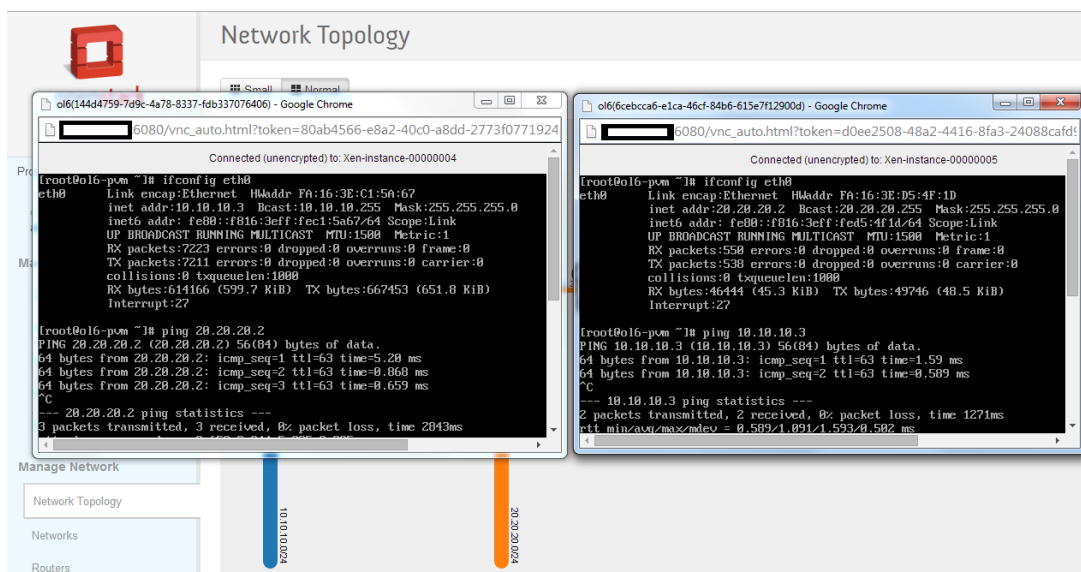 Network Topology
Small Normal
ol6(144d4759-7d9c-4a78-8337-fdb337076406) - Google Chrome
6080/vnc_auto.html?token=80ab4566-e8a2-40c0-a8dd-2773f0771924
Connected (unencrypted) to: Xen-instance-00000004
[root@ol6-pvm ~]# ifconfig eth0
eth0 Link encap:Ethernet HWaddr FA:16:3E:C1:5A:67
inet addr:10.10.10.3 Bcast:10.10.10.255 Mask:255.255.255.0
inet6 addr: fe80::f816:3eff:fec1:5a67/64 Scope:Link
UP BROADCAST RUNNING MULTICAST MTU:1500 Metric:1
RX packets:7223 errors:0 dropped:0 overruns:0 frame:0
TX packets:7211 errors:0 dropped:0 overruns:0 carrier:0
collisions:0 txqueuelen:1000
RX bytes:614166 (599.7 KiB) TX bytes:667453 (651.8 KiB)
Interrupt:27
[root@ol6-pvm ~]# ping 20.20.20.2
PING 20.20.20.2 (20.20.20.2) 56(84) bytes of data.
64 bytes from 20.20.20.2: icmp_seq=1 ttl=63 time=5.20 ms
64 bytes from 20.20.20.2: icmp_seq=2 ttl=63 time=0.868 ms
64 bytes from 20.20.20.2: icmp_seq=3 ttl=63 time=0.659 ms
^C
--- 20.20.20.2 ping statistics ---
3 packets transmitted, 3 received, 0% packet loss, time 2843ms
ol6(6cebcca6-e1ca-46cf-84b6-615e7f12900d) - Google Chrome
6080/vnc_auto.html?token=d0ee2508-48a2-4416-8fa3-24088cafd9
Connected (unencrypted) to: Xen-instance-00000005
[root@ol6-pvm ~]# ifconfig eth0
eth0 Link encap:Ethernet HWaddr FA:16:3E:D5:4F:1D
inet addr:20.20.20.2 Bcast:20.20.20.255 Mask:255.255.255.0
inet6 addr: fe80::f816:3eff:fed5:4f1d/64 Scope:Link
UP BROADCAST RUNNING MULTICAST MTU:1500 Metric:1
RX packets:550 errors:0 dropped:0 overruns:0 frame:0
TX packets:538 errors:0 dropped:0 overruns:0 carrier:0
collisions:0 txqueuelen:1000
RX bytes:46444 (45.3 KiB) TX bytes:49746 (48.5 KiB)
Interrupt:27
[root@ol6-pvm ~]# ping 10.10.10.3
PING 10.10.10.3 (10.10.10.3) 56(84) bytes of data.
64 bytes from 10.10.10.3: icmp_seq=1 ttl=63 time=1.59 ms
64 bytes from 10.10.10.3: icmp_seq=2 ttl=63 time=0.589 ms
^C
--- 10.10.10.3 ping statistics ---
2 packets transmitted, 2 received, 0% packet loss, time 1271ms
rtt min/avg/max/mdev = 0.589/1.091/1.593/0.502 ms
Manage Network
Network Topology
Networks
Routers
10.10.10.0/24
20.20.20.0/24